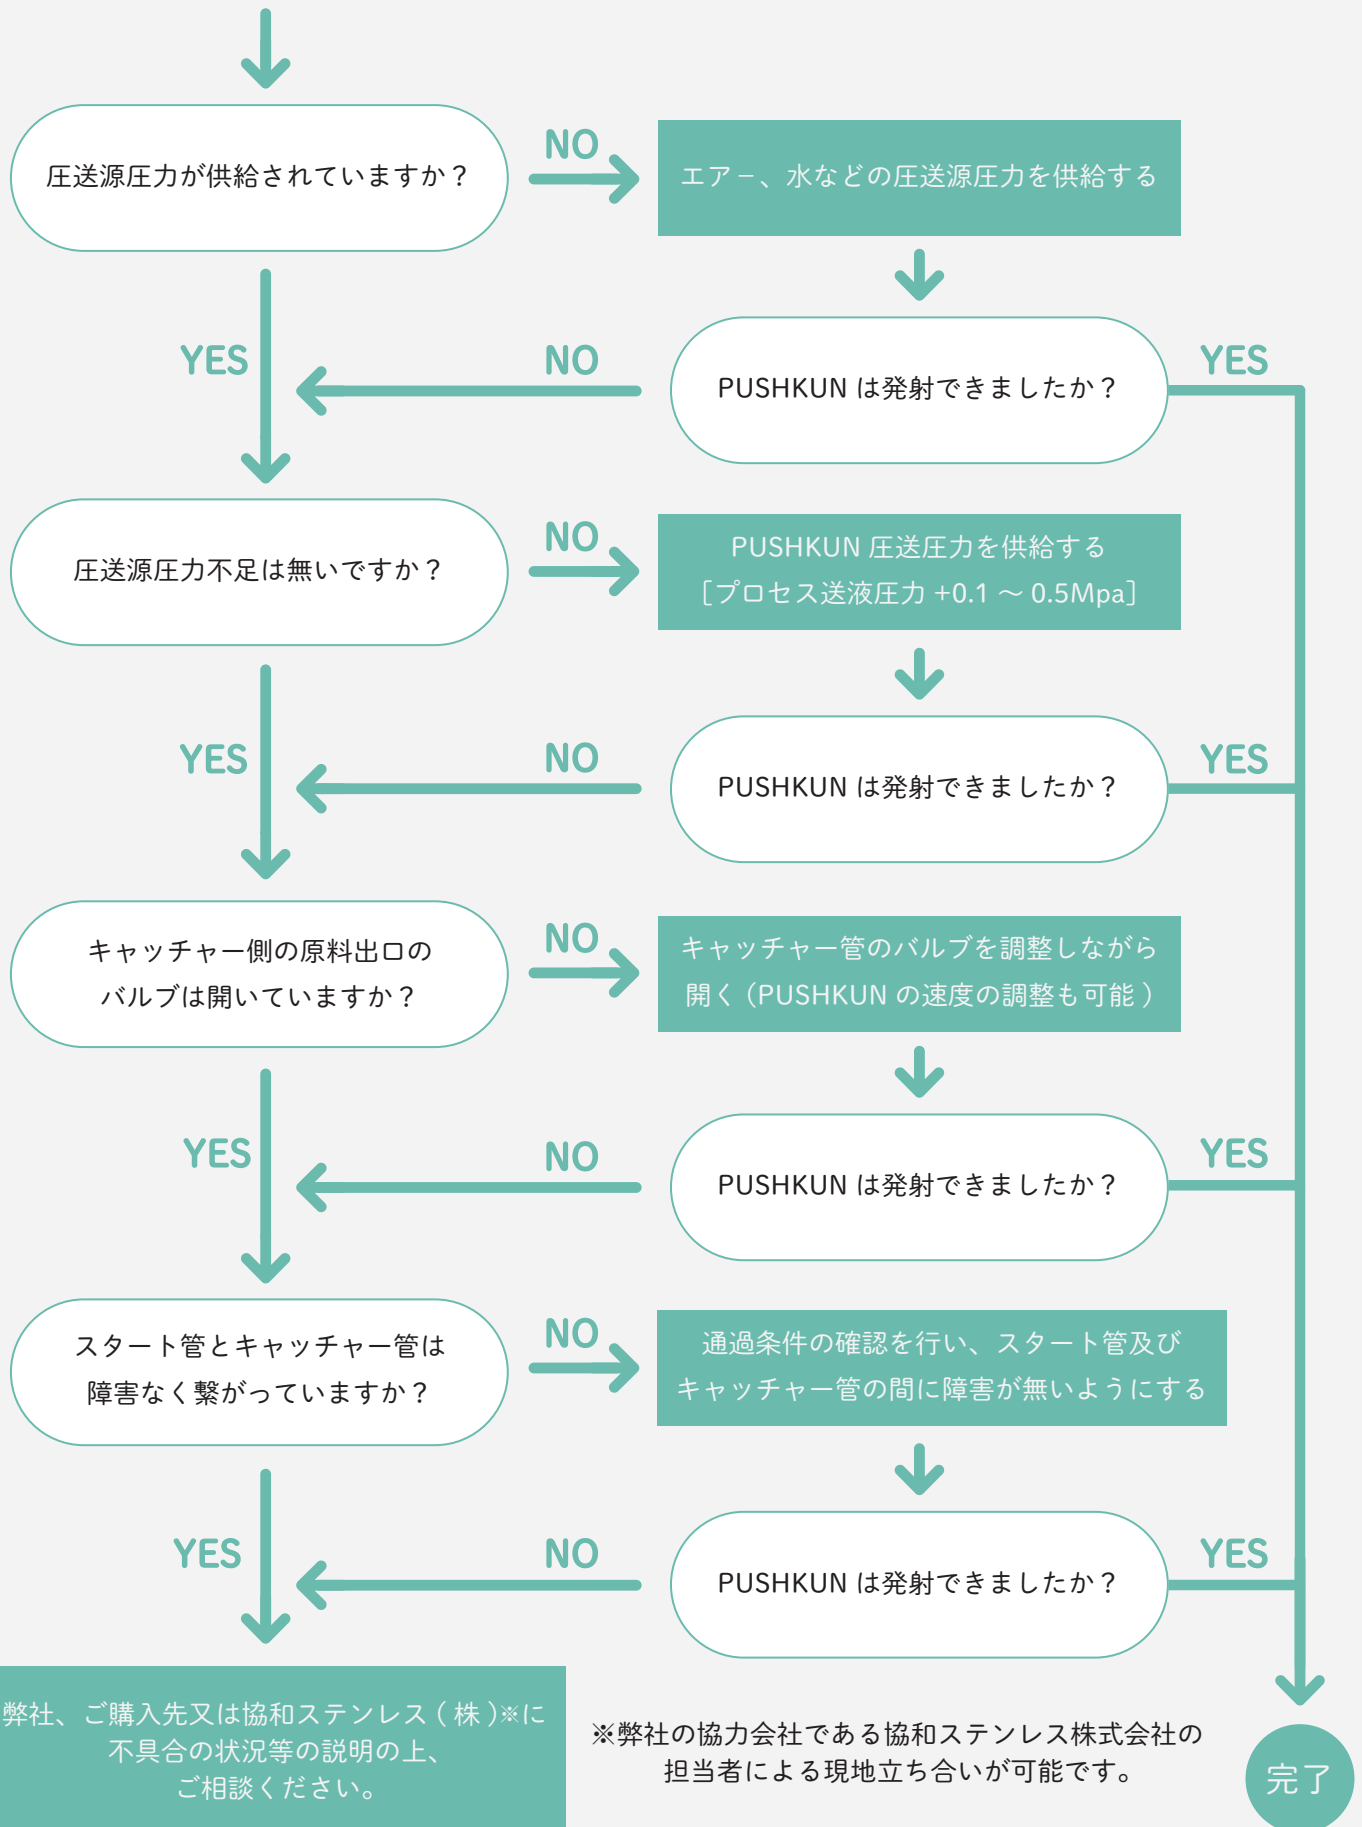 圧送源圧力が供給されていますか？
NO
エアー、水などの圧送源圧力を供給する
YES
NO
PUSHKUN は発射できましたか？
YES
圧送源圧力不足は無いですか？
NO
PUSHKUN 圧送圧力を供給する
［プロセス送液圧力 +0.1 〜 0.5Mpa］
YES
NO
PUSHKUN は発射できましたか？
YES
キャッチャー側の原料出口の
バルブは開いていますか？
NO
キャッチャー管のバルブを調整しながら
開く（PUSHKUN の速度の調整も可能 ）
YES
NO
PUSHKUN は発射できましたか？
YES
スタート管とキャッチャー管は
障害なく繋がっていますか？
NO
通過条件の確認を行い、スタート管及び
キャッチャー管の間に障害が無いようにする
YES
NO
PUSHKUN は発射できましたか？
YES
弊社、ご購入先又は協和ステンレス ( 株 )※に
不具合の状況等の説明の上、
ご相談ください。
※弊社の協力会社である協和ステンレス株式会社の
担当者による現地立ち合いが可能です。
完了